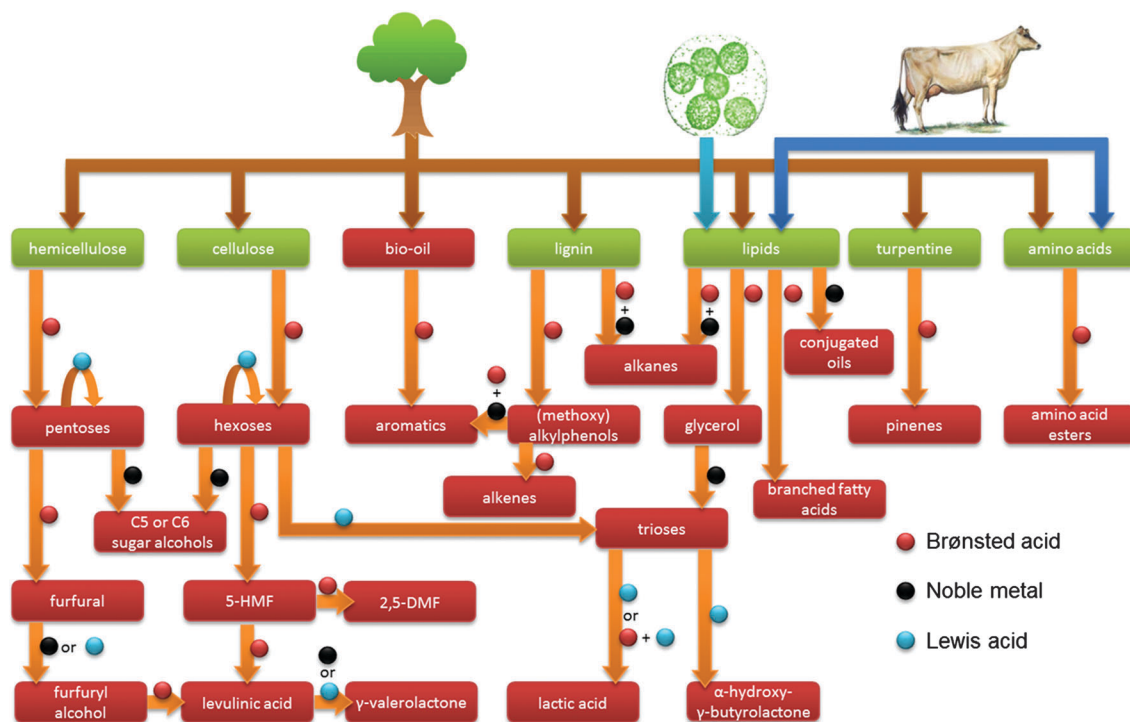 hemicellulose
cellulose
bio-oil
lignin
lipids
turpentine
amino acids
+
+
conjugated
oils
alkanes
+
pentoses
hexoses
aromatics
(methoxy)
alkylphenols
glycerol
pinenes
amino acid
esters
alkenes
branched fatty
acids
C5 or C6
sugar alcohols
trioses
Brønsted acid
Noble metal
Lewis acid
furfural
5-HMF
2,5-DMF
or
+
or
or
furfuryl
alcohol
levulinic acid
γ-valerolactone
lactic acid
α-hydroxy-
γ-butyrolactone